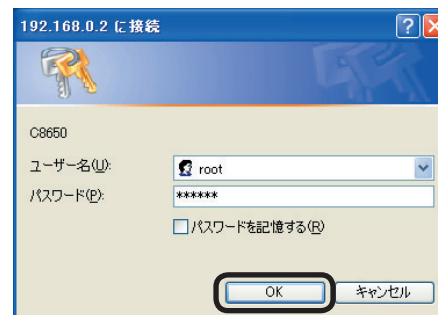 192.168.0.2 に接続
C8650
ユーザー名(U):
root
パスワード(P):
******
パスワードを記憶する(R)
OK
キャンセル